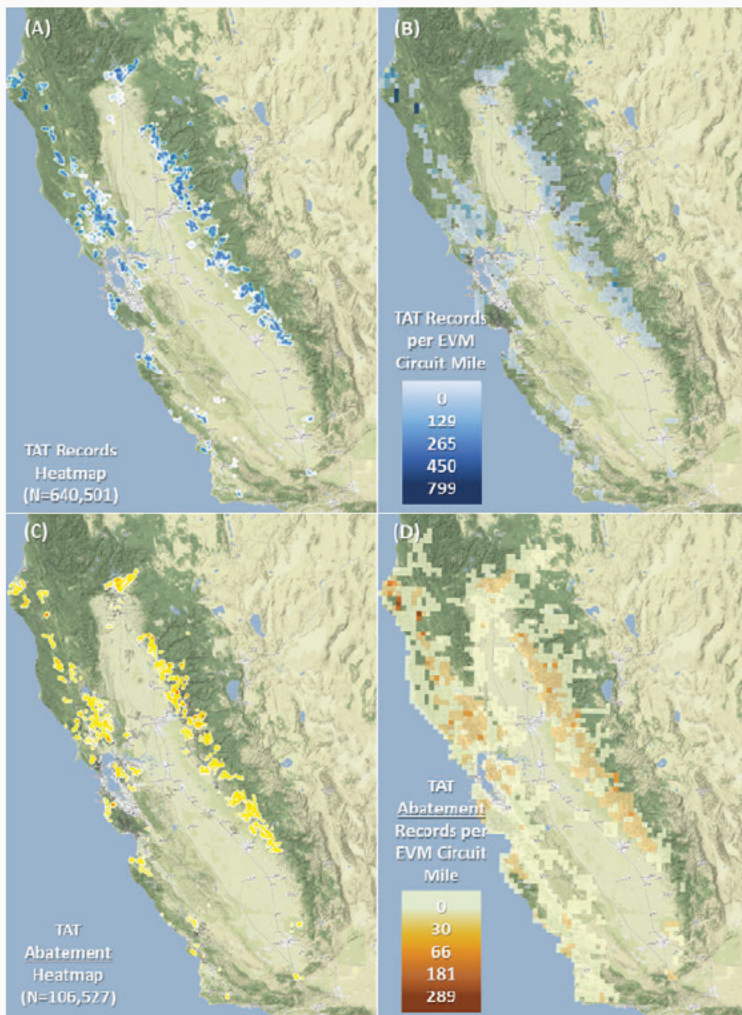 (A)
TAT Records
Heatmap
(N=640,501)
(B)
TAT Records
per EVM
Circuit Mile
0
129
265
450
799
(C)
TAT
Abatement
Heatmap
(N=106,527)
(D)
TAT
Abatement
Records per
EVM Circuit
Mile
0
30
66
181
289